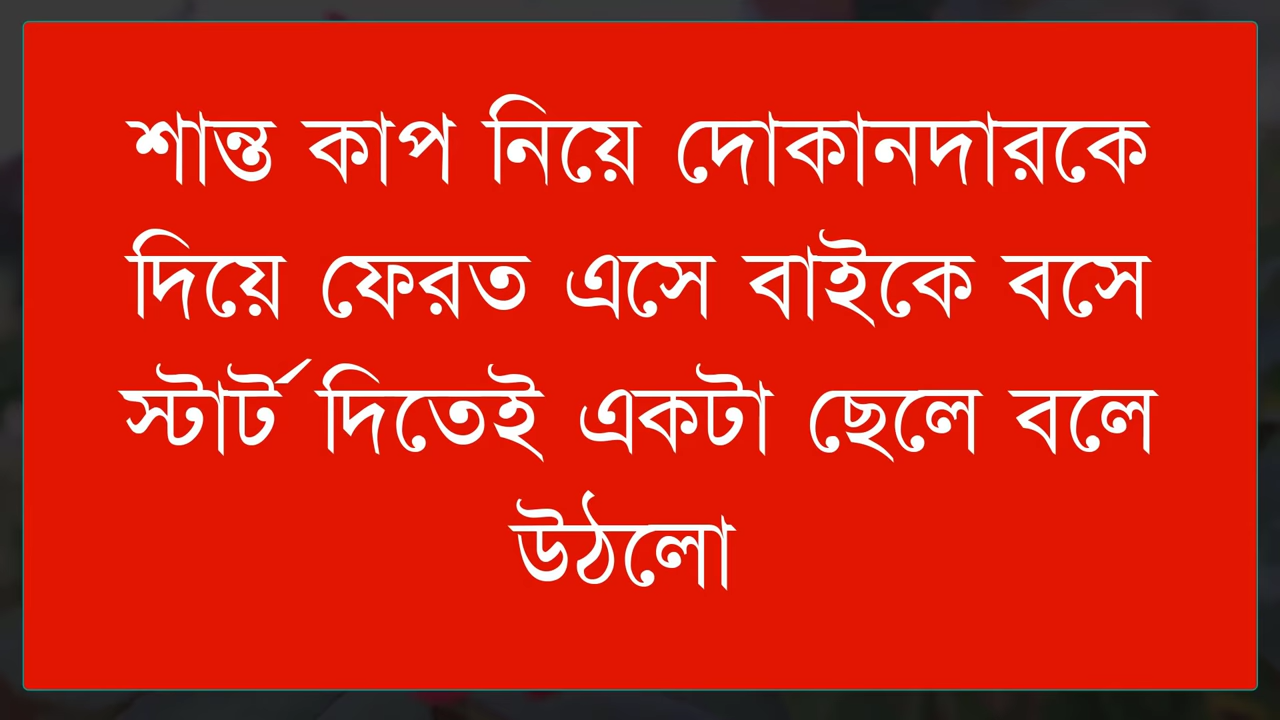 শান্ত কাপ নিয়ে দোকানদারকে
দিয়ে ফেরত এসে বাইকে বসে
স্টার্ট দিতেই একটা ছেলে বলে
উঠলো